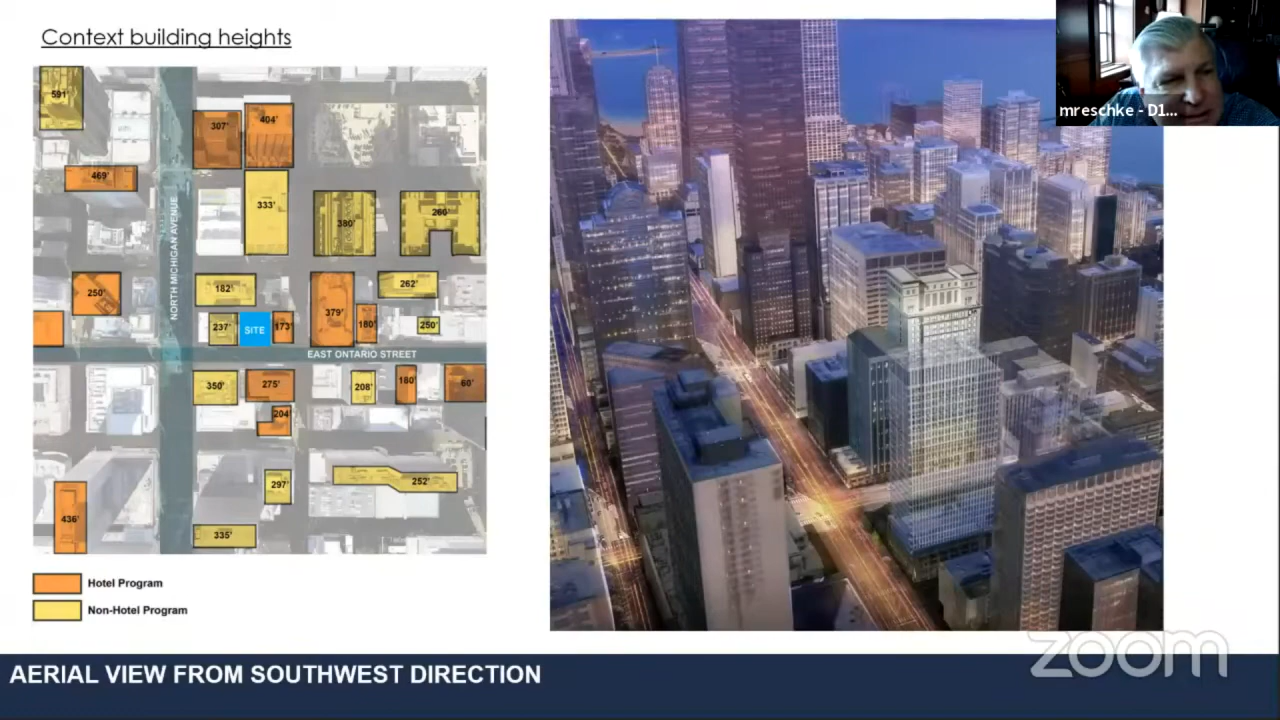 Context building heights
591'
307'
404'
469'
333'
380'
260'
NORTH MICHIGAN AVENUE
250'
182'
262'
379'
237'
SITE
173'
180'
250'
EAST ONTARIO STREET
350'
275'
208'
180'
60'
204'
297'
252'
436'
335'
Hotel Program
Non-Hotel Program
AERIAL VIEW FROM SOUTHWEST DIRECTION
mreschke - D1...
zoom